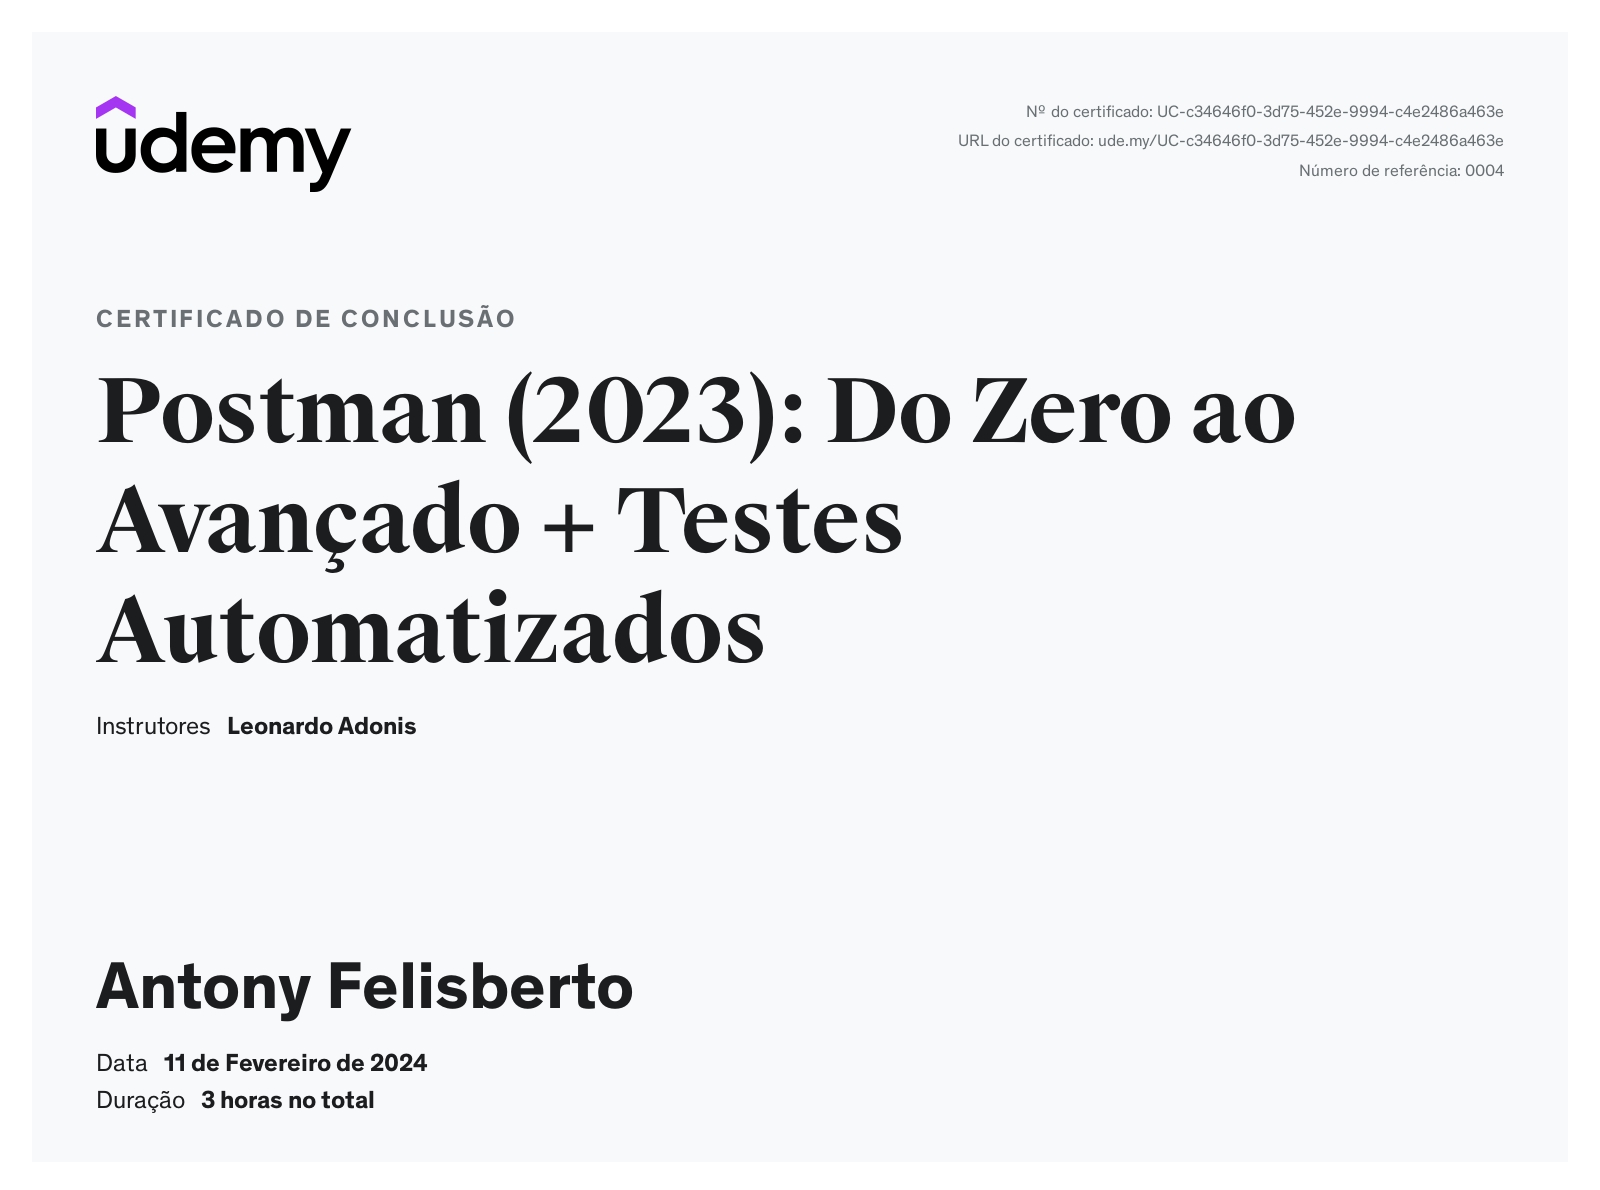 udemy
Nº do certificado: UC-c34646f0-3d75-452e-9994-c4e2486a463e
URL do certificado: ude.my/UC-c34646f0-3d75-452e-9994-c4e2486a463e
Número de referência: 0004
CERTIFICADO DE CONCLUSÃO
Postman (2023): Do Zero ao
Avançado + Testes
Automatizados
Instrutores Leonardo Adonis
Antony Felisberto
Data 11 de Fevereiro de 2024
Duração 3 horas no total